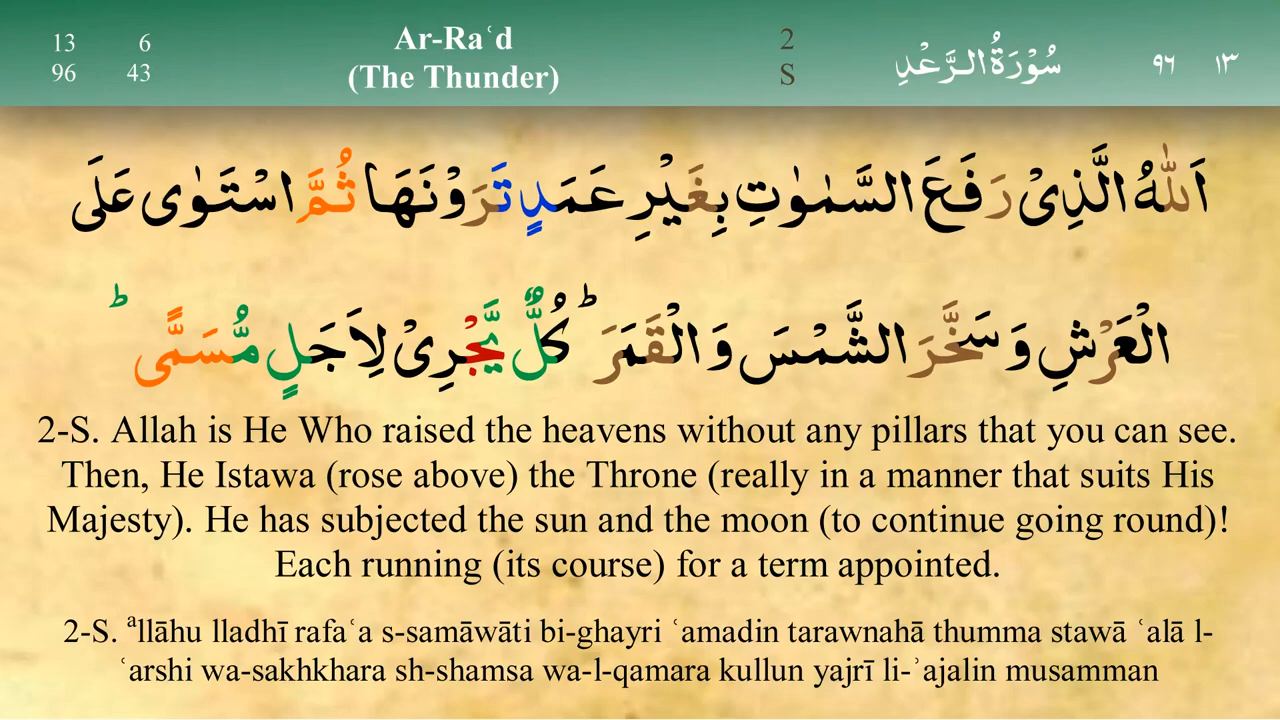 13 6
96 43
Ar-Raʿd
(The Thunder)
2
S
سُوْرَةُ الرَّعْدِ
٩٦ ١٣
اَللّٰهُ الَّذِىْ رَفَعَ السَّمٰوٰتِ بِغَيْرِ عَمَدٍ تَرَوْنَهَا ثُمَّ اسْتَوٰى عَلَى
الْعَرْشِ وَسَخَّرَ الشَّمْسَ وَالْقَمَرَ ؕ كُلٌّ يَّجْرِىْ لِاَجَلٍ مُّسَمًّى ؕ
2-S. Allah is He Who raised the heavens without any pillars that you can see.
Then, He Istawa (rose above) the Throne (really in a manner that suits His
Majesty). He has subjected the sun and the moon (to continue going round)!
Each running (its course) for a term appointed.
2-S. ᵃllāhu lladhī rafaʿa s-samāwāti bi-ghayri ʿamadin tarawnahā thumma stawā ʿalā l-
ʿarshi wa-sakhkhara sh-shamsa wa-l-qamara kullun yajrī li-ʾajalin musamman